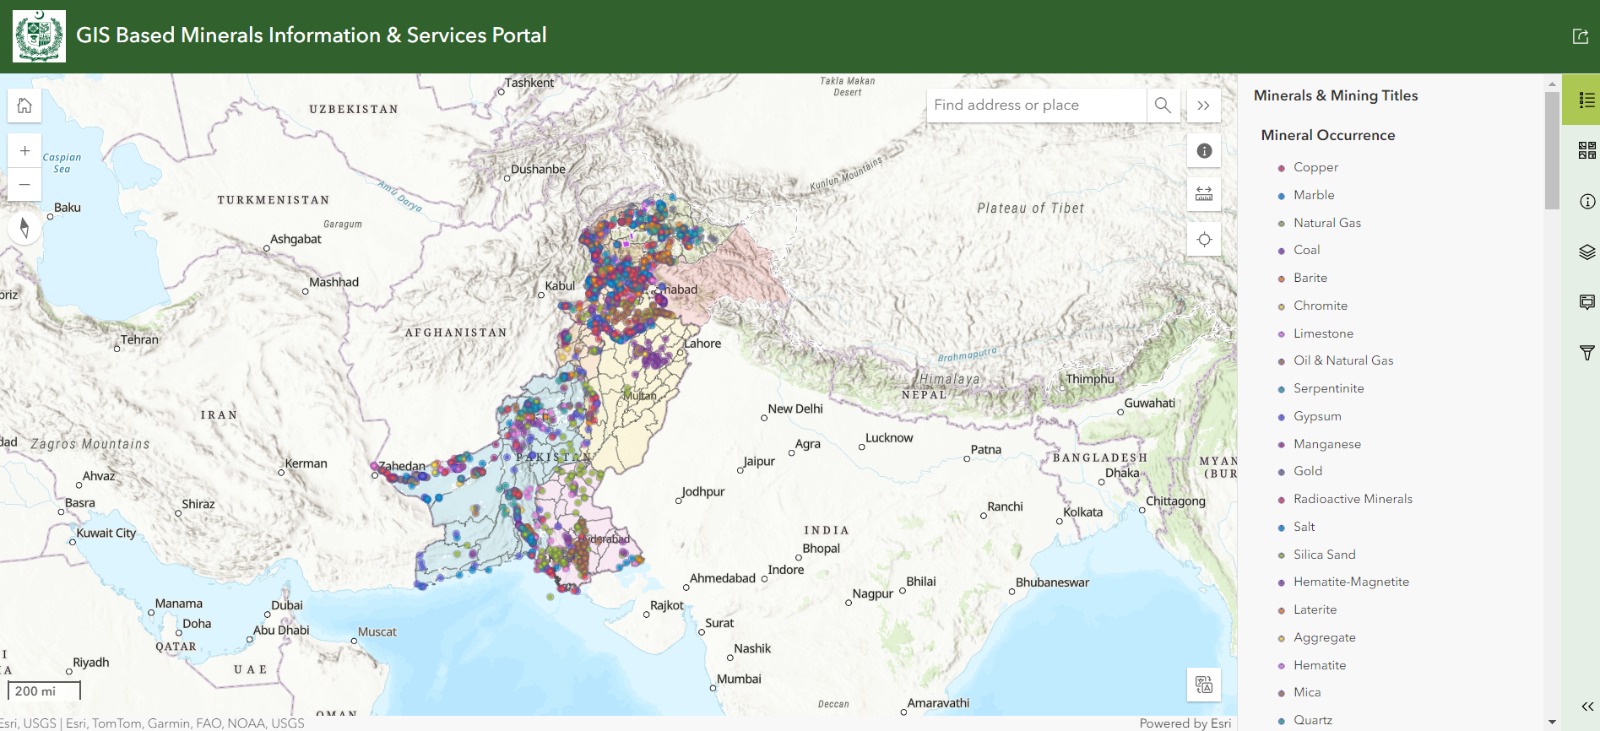 GIS Based Minerals Information & Services Portal
Tashkent
Takla Makan
Desert
UZBEKISTAN
Find address or place
Caspian
Sea
Dushanbe
Kunlun Mountains
TURKMENISTAN
Amu Darya
Baku
Garagum
Plateau of Tibet
Ashgabat
Mashhad
Kabul
nabad
briz
Tehran
AFGHANISTAN
Lahore
Brahmaputra
Himalaya
Thimphu
NEPAL
Multan
Guwahati
New Delhi
IRAN
Zagros Mountains
dad
Agra
Lucknow
Patna
PAKISTAN
BANGLADESH
MYAN
(BUR
Kerman
Zahedan
Jaipur
Dhaka
Ahvaz
Jodhpur
Chittagong
Basra
Shiraz
Ranchi
Kolkata
Kuwait City
INDIA
derabad
Bhopal
Indore
Ahmedabad
Bhilai
Bhubaneswar
Nagpur
Manama
Dubai
Rajkot
Doha
Abu Dhabi
Muscat
Surat
QATAR
Nashik
Riyadh
UAE
Mumbai
200 mi
OMAN
Deccan
Amaravathi
Esri, USGS | Esri, TomTom, Garmin, FAO, NOAA, USGS
Powered by Esri
Minerals & Mining Titles
Mineral Occurrence
Copper
Marble
Natural Gas
Coal
Barite
Chromite
Limestone
Oil & Natural Gas
Serpentinite
Gypsum
Manganese
Gold
Radioactive Minerals
Salt
Silica Sand
Hematite-Magnetite
Laterite
Aggregate
Hematite
Mica
Quartz